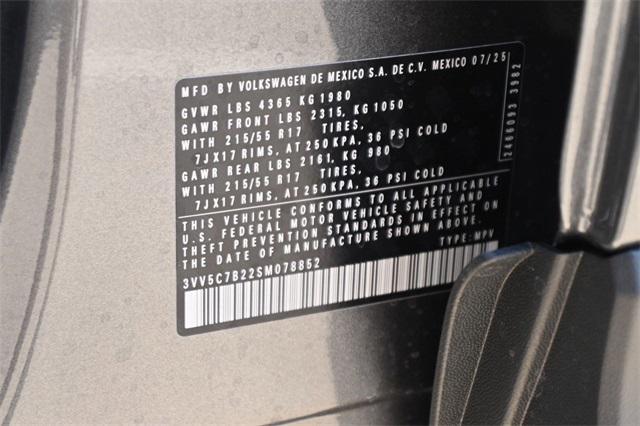 MFD BY VOLKSWAGEN DE MEXICO S.A. DE C.V. MEXICO 07/25
GVWR LBS 4365 KG 1980
GAWR FRONT LBS 2315, KG 1050
WITH 215/55 R17 TIRES,
7JX17 RIMS, AT 250 KPA, 36 PSI COLD
GAWR REAR LBS 2161, KG 980
WITH 215/55 R17 TIRES,
7JX17 RIMS, AT 250 KPA, 36 PSI COLD
THIS VEHICLE CONFORMS TO ALL APPLICABLE
U.S. FEDERAL MOTOR VEHICLE SAFETY AND
THEFT PREVENTION STANDARDS IN EFFECT ON
THE DATE OF MANUFACTURE SHOWN ABOVE.
3VV5C7B22SM078852 TYPE: MPV
2466093 3982